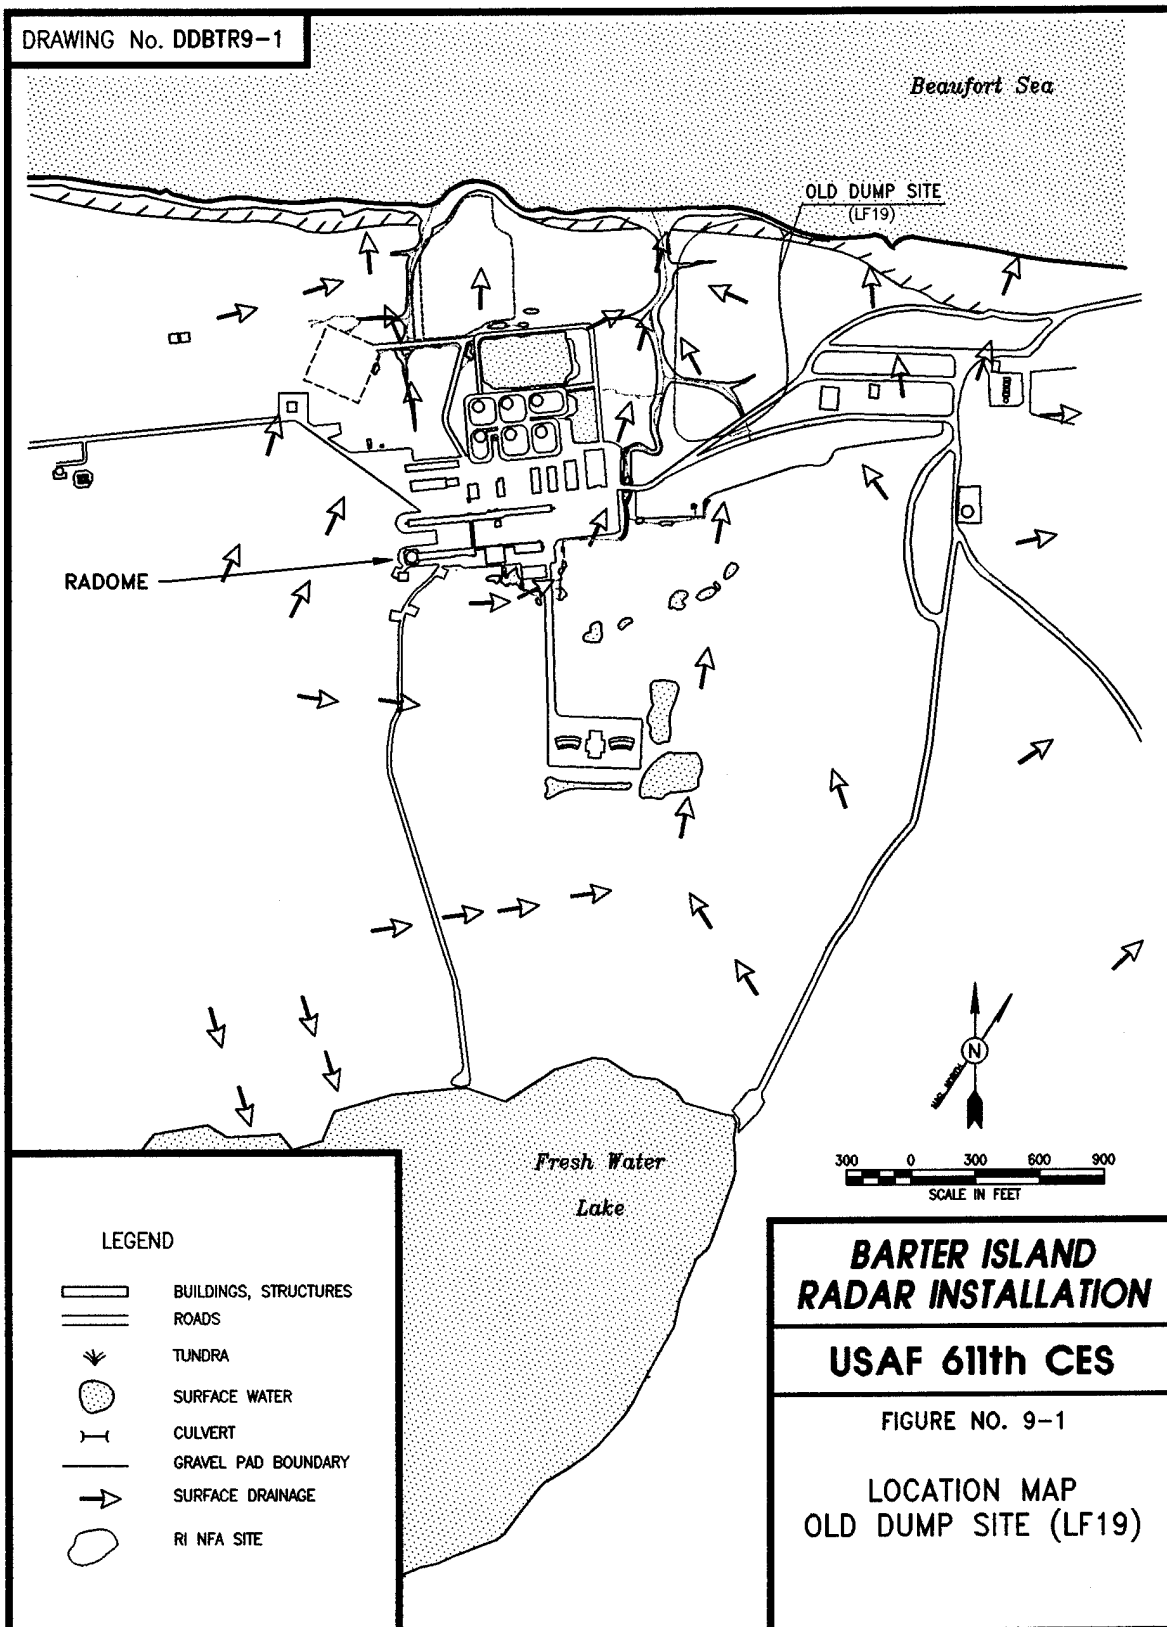 DRAWING No. DDBTR9-1
Beaufort Sea
OLD DUMP SITE
(LF19)
RADOME
N
MAG NORTH
300 0 300 600 900
SCALE IN FEET
Fresh Water
Lake
LEGEND
BUILDINGS, STRUCTURES
ROADS
TUNDRA
SURFACE WATER
CULVERT
GRAVEL PAD BOUNDARY
SURFACE DRAINAGE
RI NFA SITE
BARTER ISLAND
RADAR INSTALLATION
USAF 611th CES
FIGURE NO. 9-1
LOCATION MAP
OLD DUMP SITE (LF19)